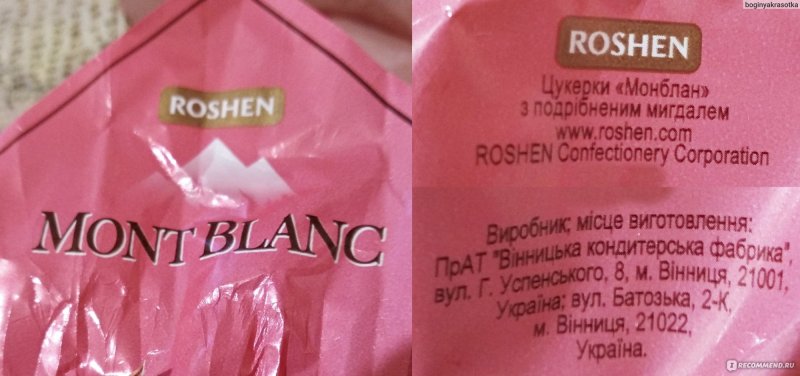 ROSHEN
MONT BLANC
boginyakrasotka
ROSHEN
Цукерки «Монблан»
з подрібненим мигдалем
www.roshen.com
ROSHEN Confectionery Corporation
Виробник; місце виготовлення:
ПрАТ "Вінницька кондитерська фабрика",
вул. Г. Успенського, 8, м. Вінниця, 21001,
Україна; вул. Батозька, 2-К,
м. Вінниця, 21022,
Україна.
RECOMMEND.RU